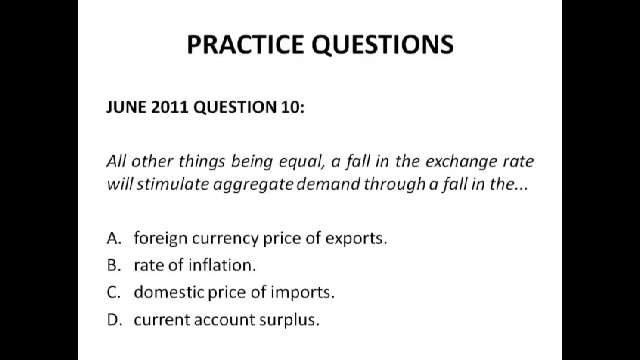 PRACTICE QUESTIONS
JUNE 2011 QUESTION 10:
All other things being equal, a fall in the exchange rate
will stimulate aggregate demand through a fall in the...
A. foreign currency price of exports.
B. rate of inflation.
C. domestic price of imports.
D. current account surplus.